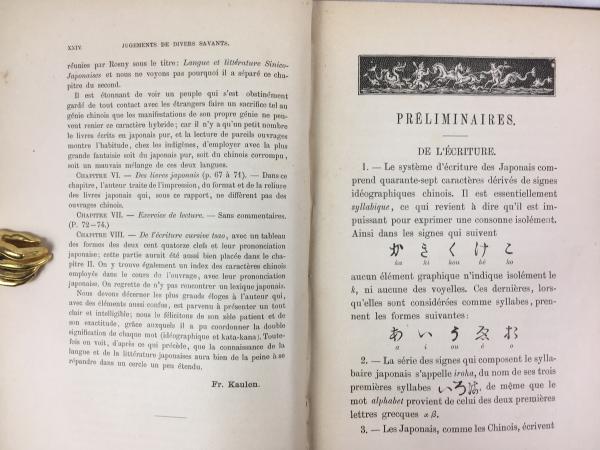 XXIV. JUGEMENTS DE DIVERS SAVANTS.
réunies par Rosny sous le titre: Langue et littérature Sinico-
Japonaises et nous ne voyons pas pourquoi il a séparé ce cha-
pitre du second.
Il est étonnant de voir un peuple qui s'est obstinément
gardé de tout contact avec les étrangers faire un sacrifice tel au
génie chinois que les manifestations de son propre génie ne peu-
vent renier ce caractère hybride; car il n'y a qu'un petit nombre
de livres écrits en japonais pur, et la lecture de pareils ouvrages
montre l'habitude, chez les indigènes, d'employer avec la plus
grande fantaisie soit du japonais pur, soit du chinois corrompu,
soit un mauvais mélange de ces deux langues.
CHAPITRE VI. — Des livres japonais (p. 67 à 71). — Dans ce
chapitre, l'auteur traite de l'impression, du format et de la reliure
des livres japonais qui, sous ce rapport, ne diffèrent pas des
ouvrages chinois.
CHAPITRE VII. — Exercice de lecture. — Sans commentaires.
(P. 72—74.)
CHAPITRE VIII. — De l'écriture cursive tsao, avec un tableau
des formes des deux cent quatorze clefs et leur prononciation
japonaise; cette partie aurait été aussi bien placée dans le cha-
pitre II. On y trouve également un index des caractères chinois
employés dans le cours de l'ouvrage, avec leur prononciation
japonaise. On regrette de n'y pas rencontrer un lexique japonais.
Nous devons décerner les plus grands éloges à l'auteur qui,
avec des éléments aussi confus, est parvenu à présenter un tout
clair et intelligible; nous le félicitons de son zèle patient et de
son exactitude, grâce auxquels il a pu coordonner la double
signification de chaque mot (idéographique et kata-kana). Toute-
fois on voit, d'après ce qui précède, que la connaissance de la
langue et de la littérature japonaises aura bien de la peine à se
répandre dans un cercle un peu étendu.
Fr. Kaulen.
PRÉLIMINAIRES.
DE L'ÉCRITURE.
1. — Le système d'écriture des Japonais com-
prend quarante-sept caractères dérivés de signes
idéographiques chinois. Il est essentiellement
syllabique, ce qui revient à dire qu'il est im-
puissant pour exprimer une consonne isolément.
Ainsi dans les signes qui suivent
か き く け こ
ka ki kou ké ko
aucun élément graphique n'indique isolément le
k, ni aucune des voyelles. Ces dernières, lors-
qu'elles sont considérées comme syllabes, pren-
nent les formes suivantes:
あ い う ゑ お
a i ou é o
2. — La série des signes qui composent le sylla-
baire japonais s'appelle iroha, du nom de ses trois
premières syllabes いろは, de même que le
mot alphabet provient de celui des deux premières
lettres grecques α β.
3. — Les Japonais, comme les Chinois, écrivent